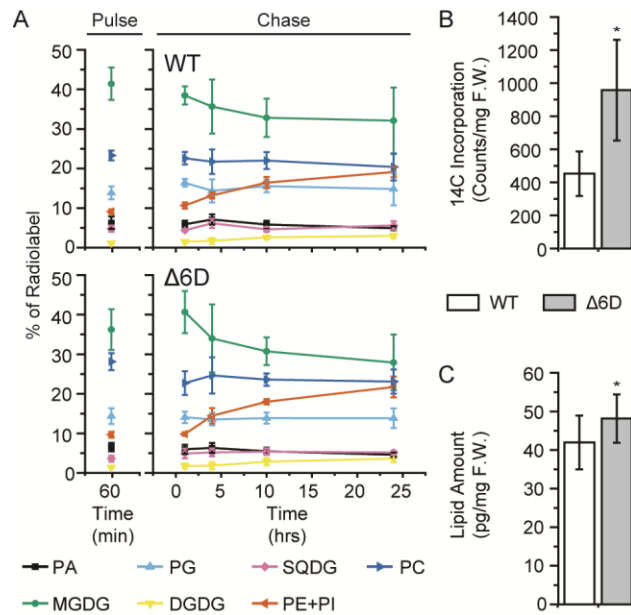 A
Pulse
Chase
WT
50
40
30
20
10
0
Δ6D
50
40
30
20
10
0
% of Radiolabel
60
0 5 10 15 20 25
Time
(min)
Time
(hrs)
PA PG SQDG PC
MGDG DGDG PE+PI
B
14C Incorporation
(Counts/mg F.W.)
1400
1200
1000
800
600
400
200
0
*
WT Δ6D
C
Lipid Amount
(pg/mg F.W.)
60
50
40
30
20
10
0
*